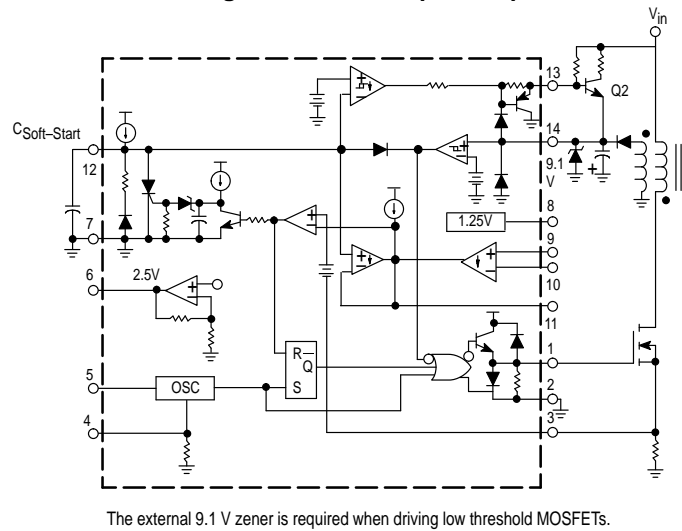 Vin
13
Q2
CSoft–Start
14
12
9.1
V
+
8
1.25V
7
9
2.5V
6
10
11
R
Q
S
1
5
OSC
2
4
3
The external 9.1 V zener is required when driving low threshold MOSFETs.